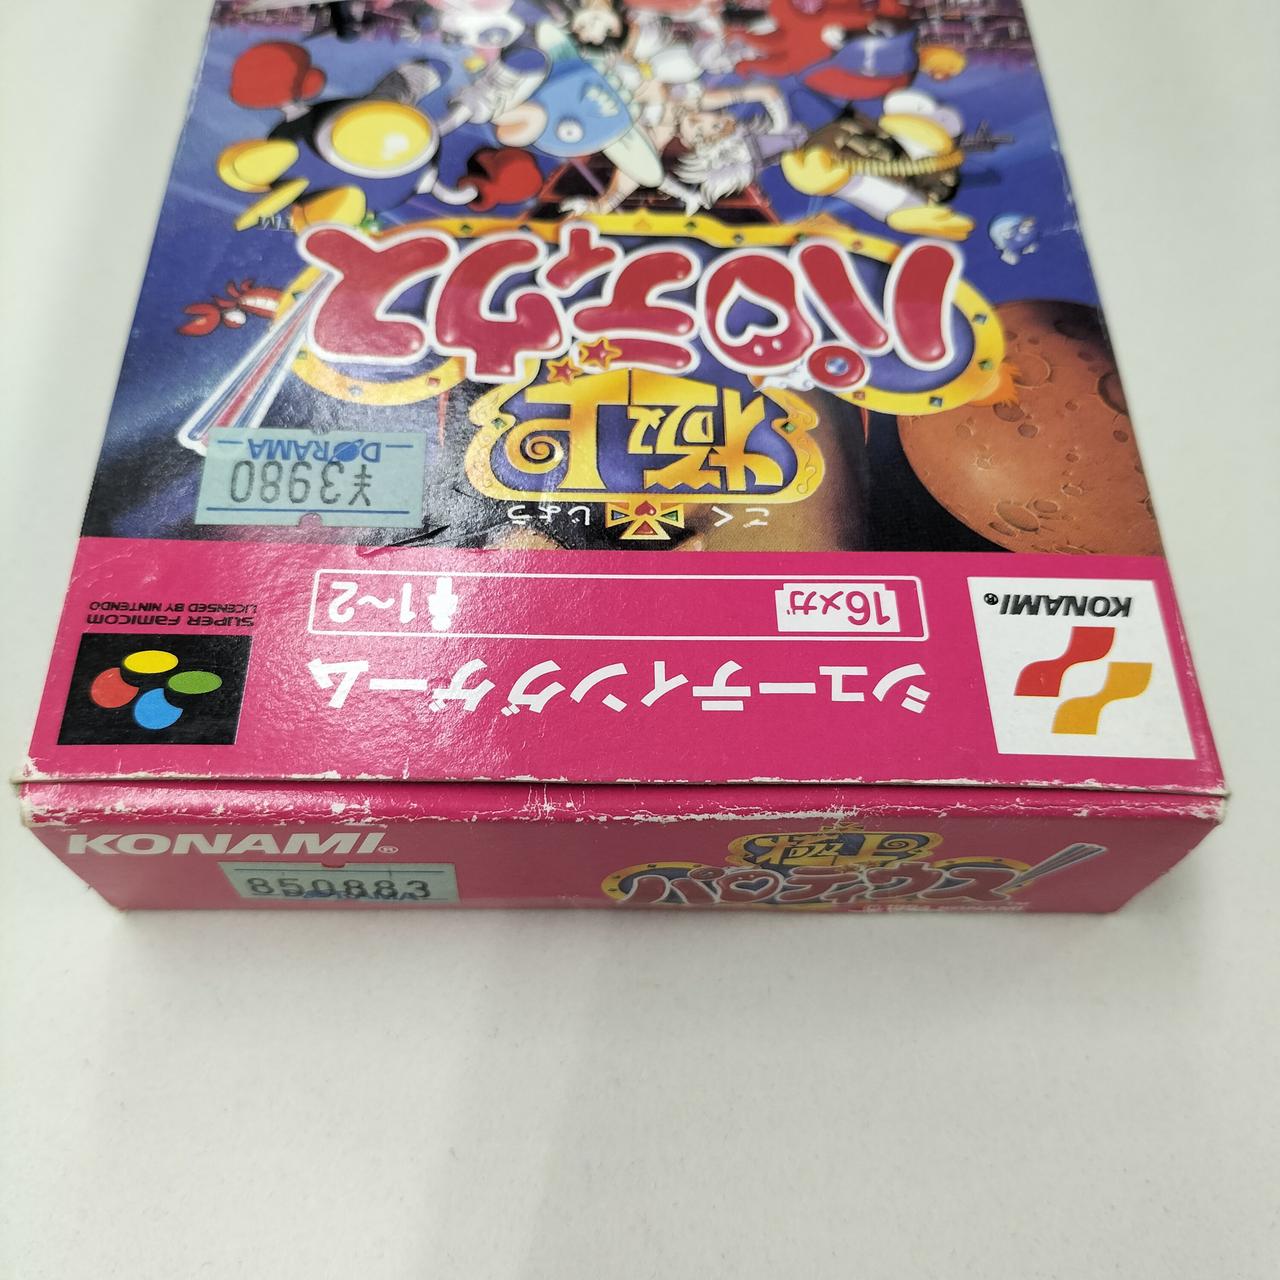 KONAMI®
シューティングゲーム
16メガ
1~2
SUPER FAMICOM
LICENSED BY NINTENDO
ごくじょう
極上
パロディウス
TM
¥3980
DORAMA
KONAMI®
850883
DORAMA
極上
パロディウス